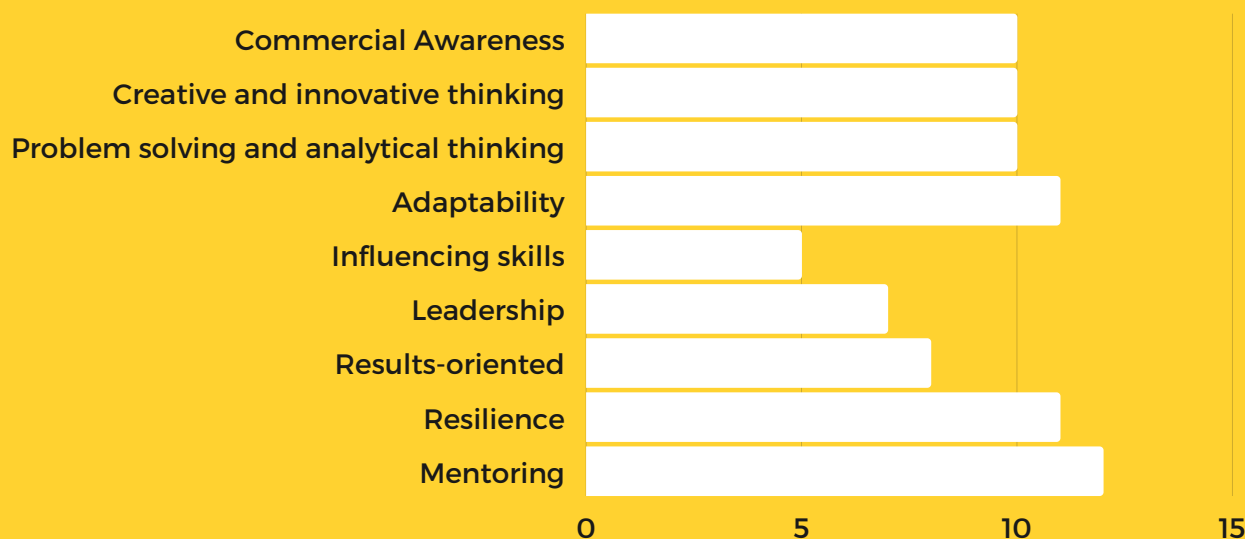 Commercial Awareness
Creative and innovative thinking
Problem solving and analytical thinking
Adaptability
Influencing skills
Leadership
Results-oriented
Resilience
Mentoring
0 5 10 15